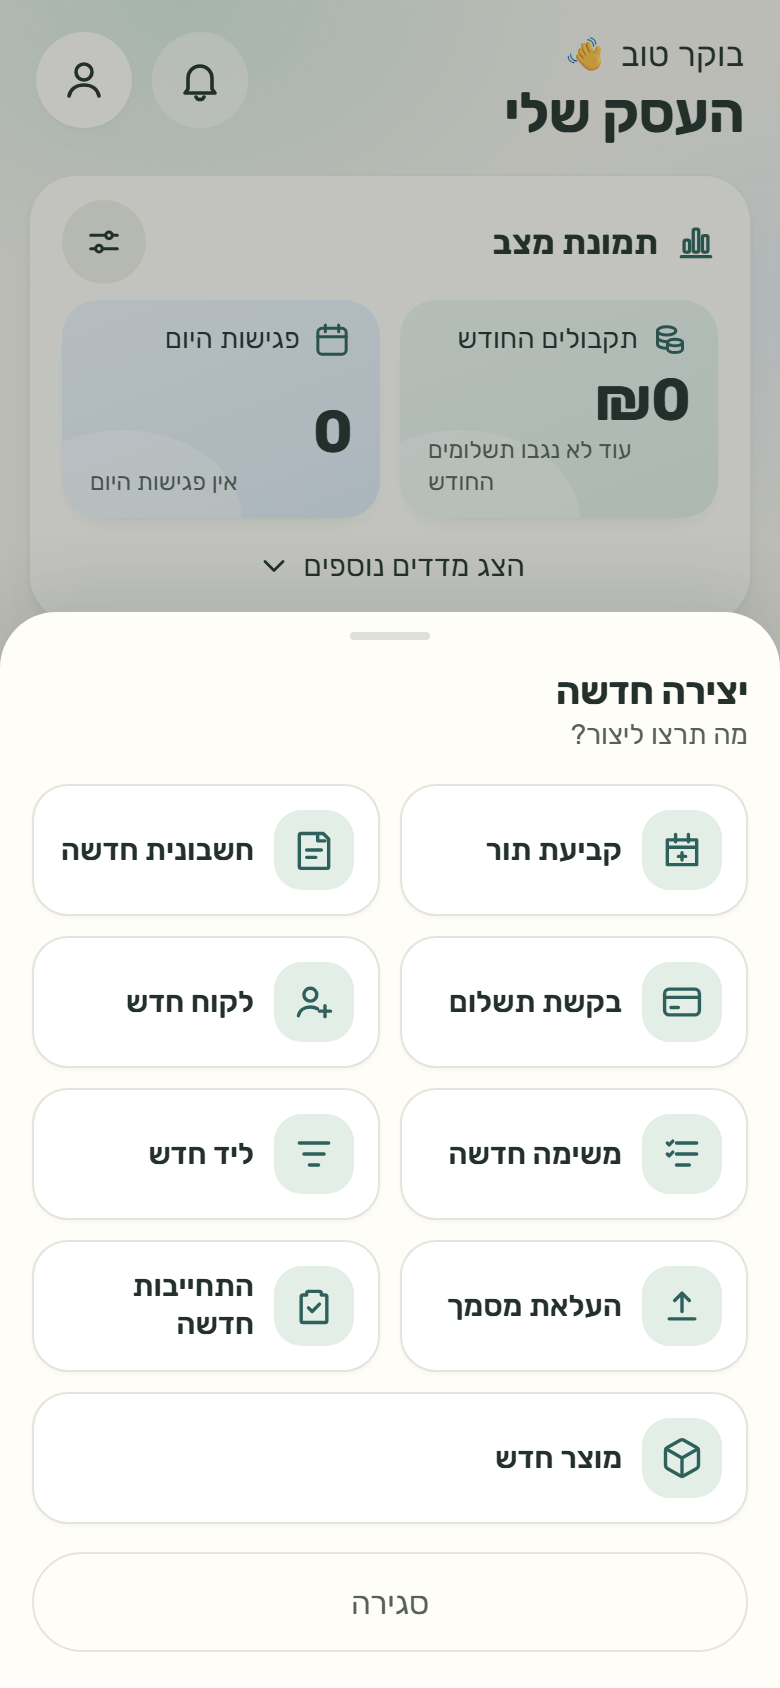 בוקר טוב 👋
העסק שלי
תמונת מצב
תקבולים החודש
₪0
עוד לא נגבו תשלומים
החודש
פגישות היום
0
אין פגישות היום
הצג מדדים נוספים
יצירה חדשה
מה תרצו ליצור?
קביעת תור
חשבונית חדשה
בקשת תשלום
לקוח חדש
משימה חדשה
ליד חדש
העלאת מסמך
התחייבות
חדשה
מוצר חדש
סגירה